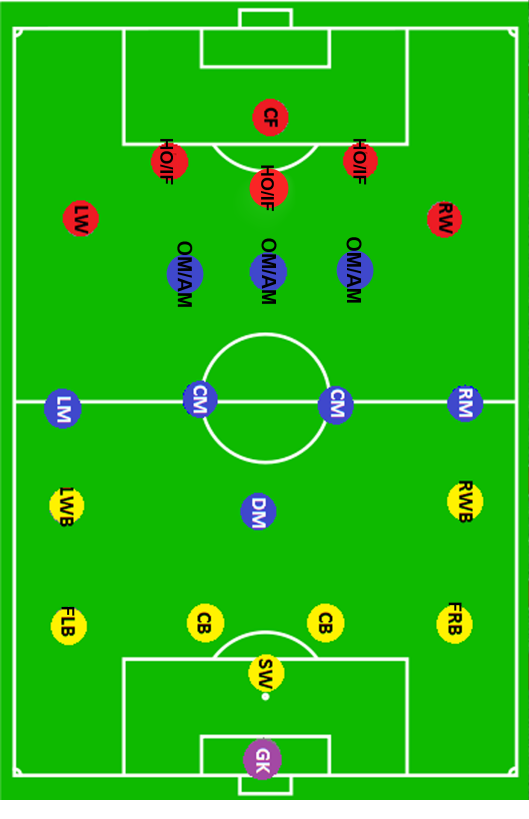 CF
HO/IF
HO/IF
HO/IF
LW
RW
OM/AM
OM/AM
OM/AM
LM
CM
CM
RM
LWB
DM
RWB
FLB
CB
CB
FRB
SW
GK